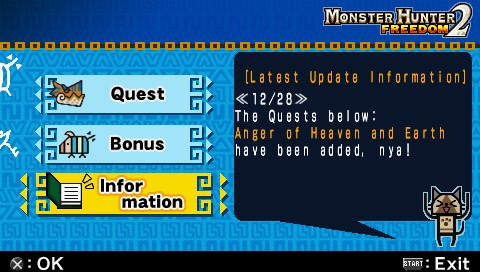 MONSTER HUNTER
FREEDOM 2
Quest
Bonus
Infor
mation
[Latest Update Information]
≪12/28≫
The Quests below:
Anger of Heaven and Earth
have been added, nya!
: OK
START: Exit